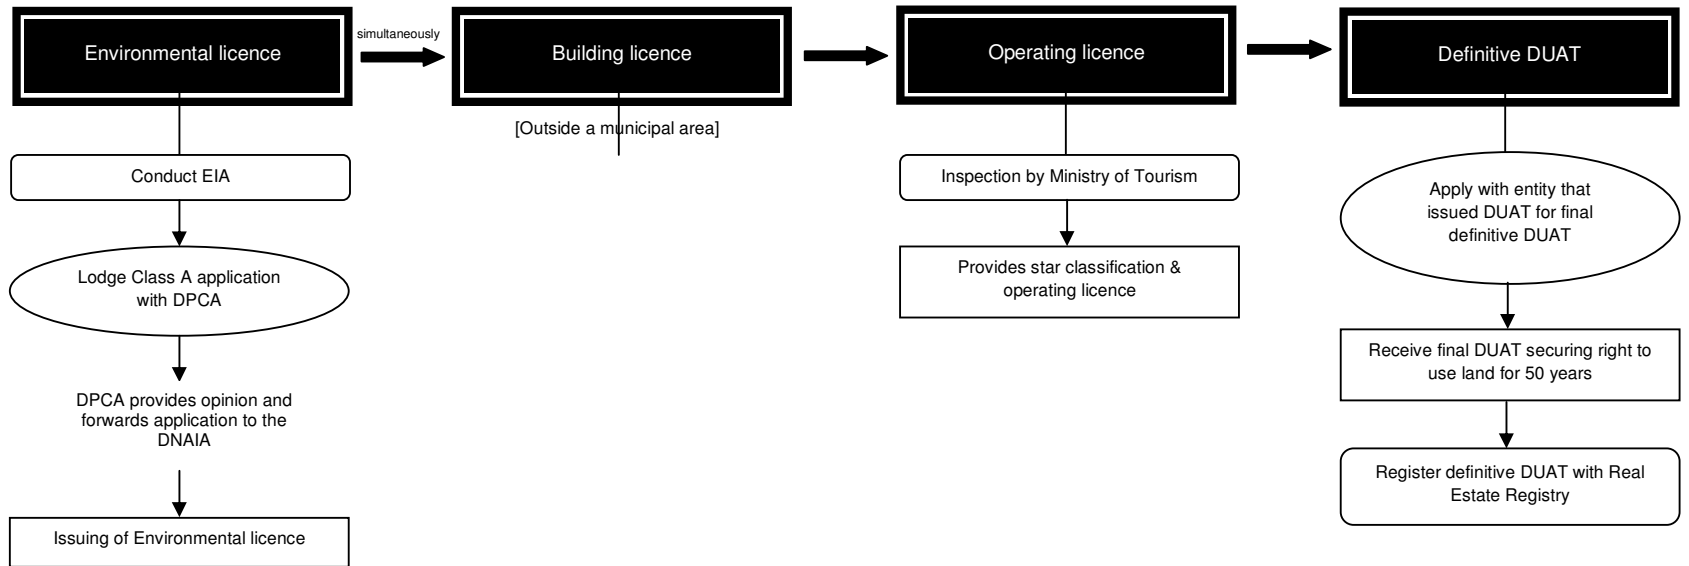 Environmental licence
simultaneously
Building licence
Operating licence
Definitive DUAT
[Outside a municipal area]
Conduct EIA
Lodge Class A application
with DPCA
DPCA provides opinion and
forwards application to the
DNAIA
Issuing of Environmental licence
Inspection by Ministry of Tourism
Provides star classification &
operating licence
Apply with entity that
issued DUAT for final
definitive DUAT
Receive final DUAT securing right to
use land for 50 years
Register definitive DUAT with Real
Estate Registry